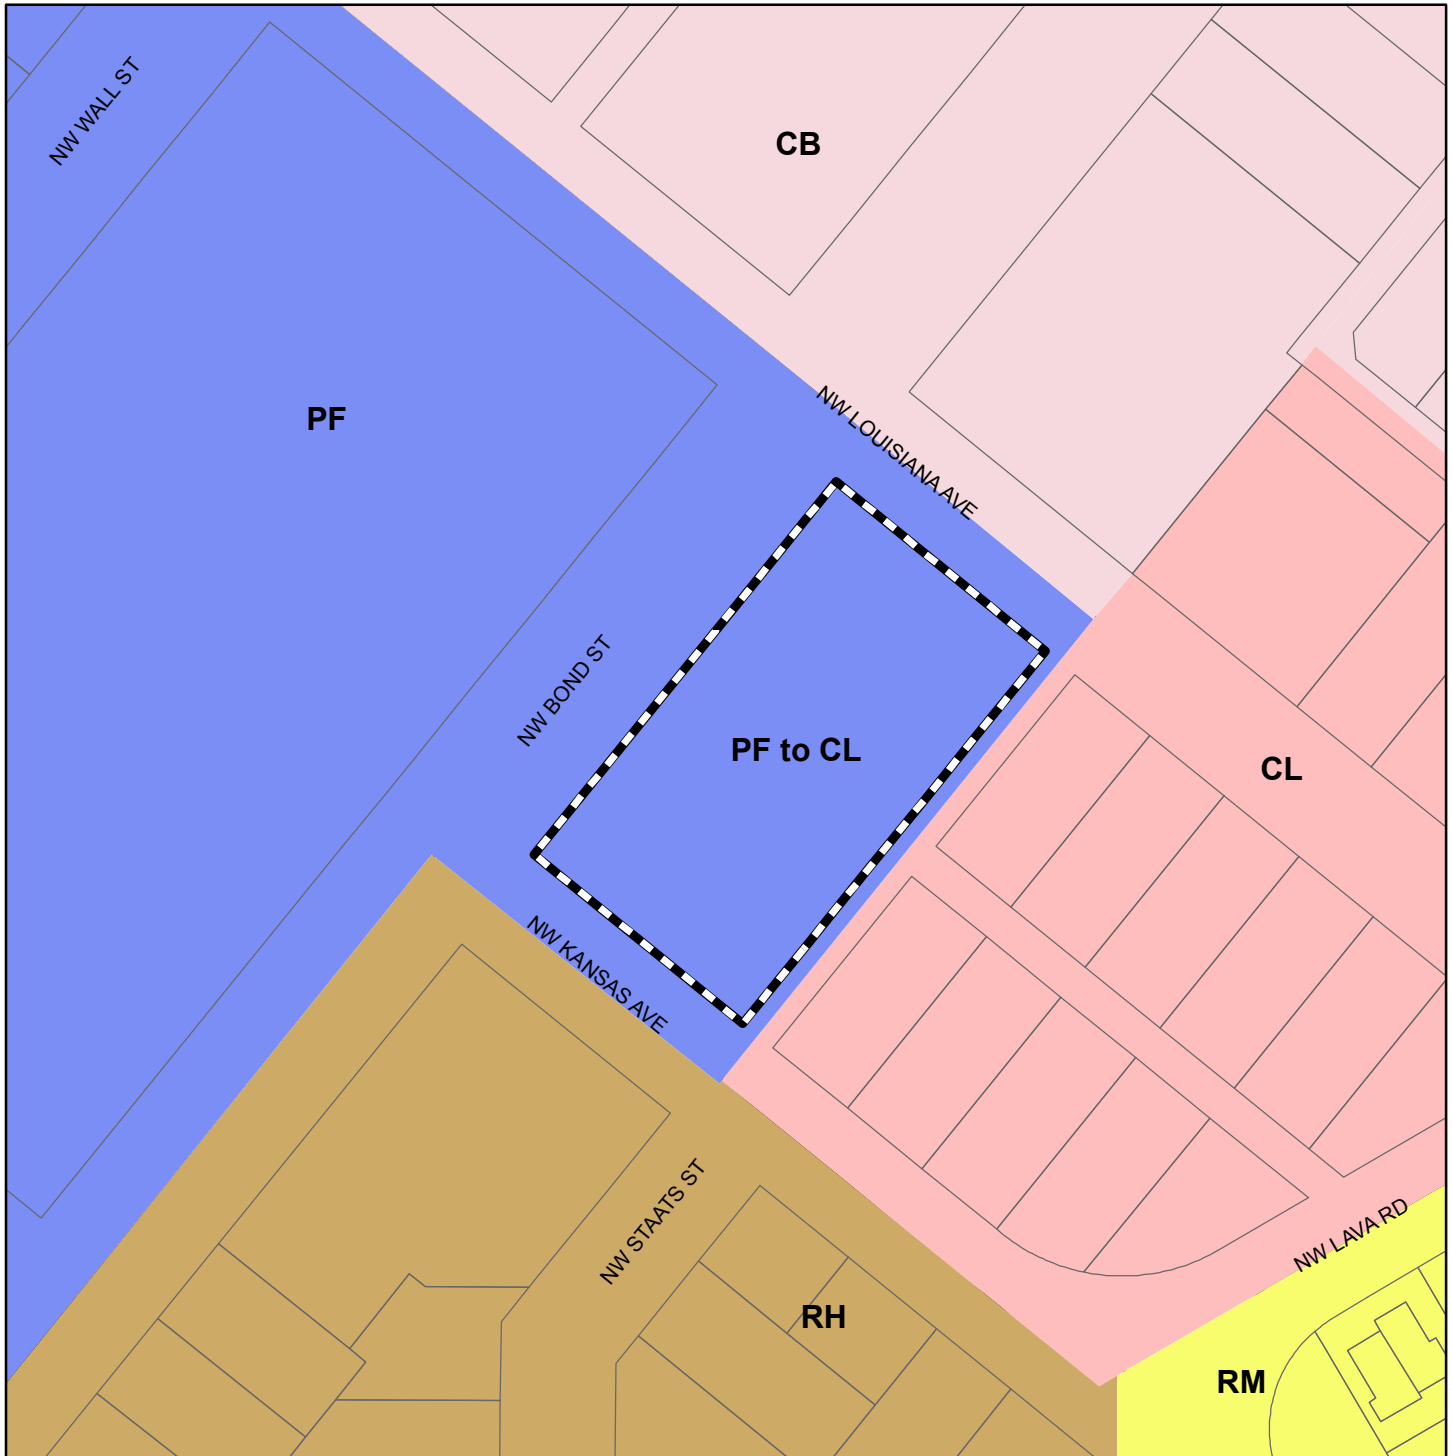 NW WALL ST
CB
PF
NW LOUISIANA AVE
NW BOND ST
PF to CL
CL
NW KANSAS AVE
NW STAATS ST
NW LAVA RD
RH
RM